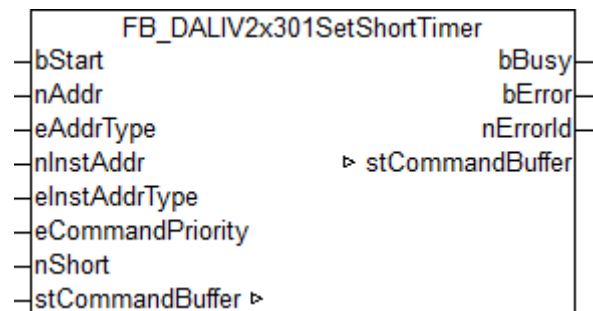 FB_DALIV2x301SetShortTimer
bStart bBusy
nAddr bError
eAddrType nErrorId
nInstAddr ▹ stCommandBuffer
eInstAddrType
eCommandPriority
nShort
stCommandBuffer ▹